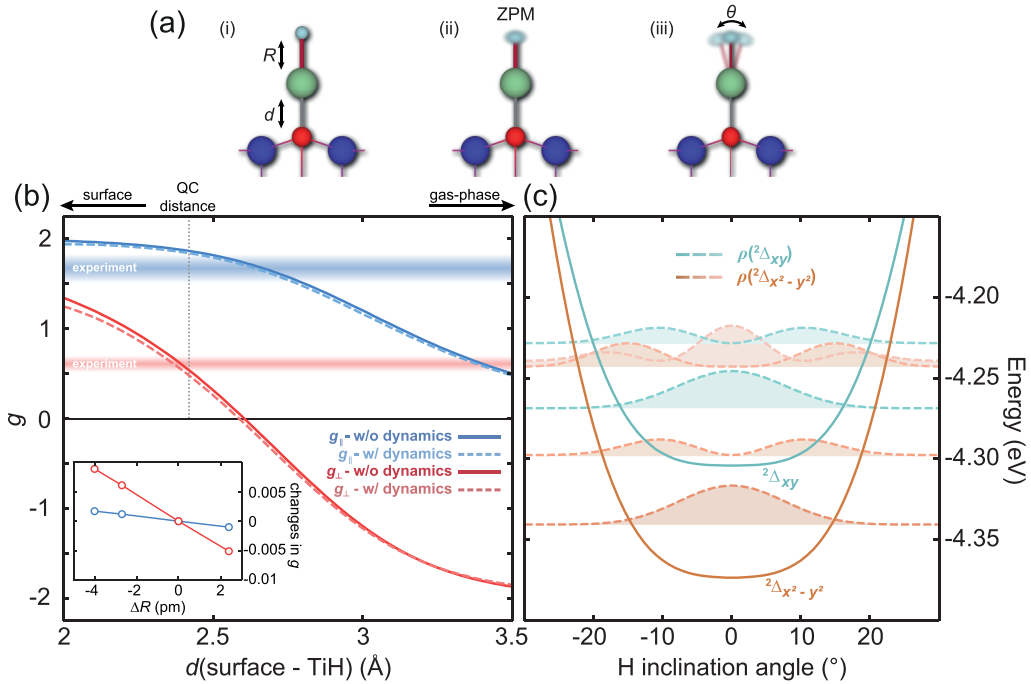 (a)
(i)
R
d
ZPM
(ii)
(iii)
θ
(b)
surface
QC
distance
gas-phase
2
experiment
1
experiment
g
0
g∥ - w/o dynamics
g∥ - w/ dynamics
g⊥ - w/o dynamics
g⊥ - w/ dynamics
-1
-2
0.005
0
-0.005
-0.01
changes in g
-4
-2
0
2
ΔR (pm)
2
2.5
3
3.5
d(surface - TiH) (Å)
(c)
ρ(²Δxy)
ρ(²Δx² - y²)
-4.20
-4.25
-4.30
-4.35
Energy (eV)
²Δxy
²Δx² - y²
-20
-10
0
10
20
H inclination angle (°)